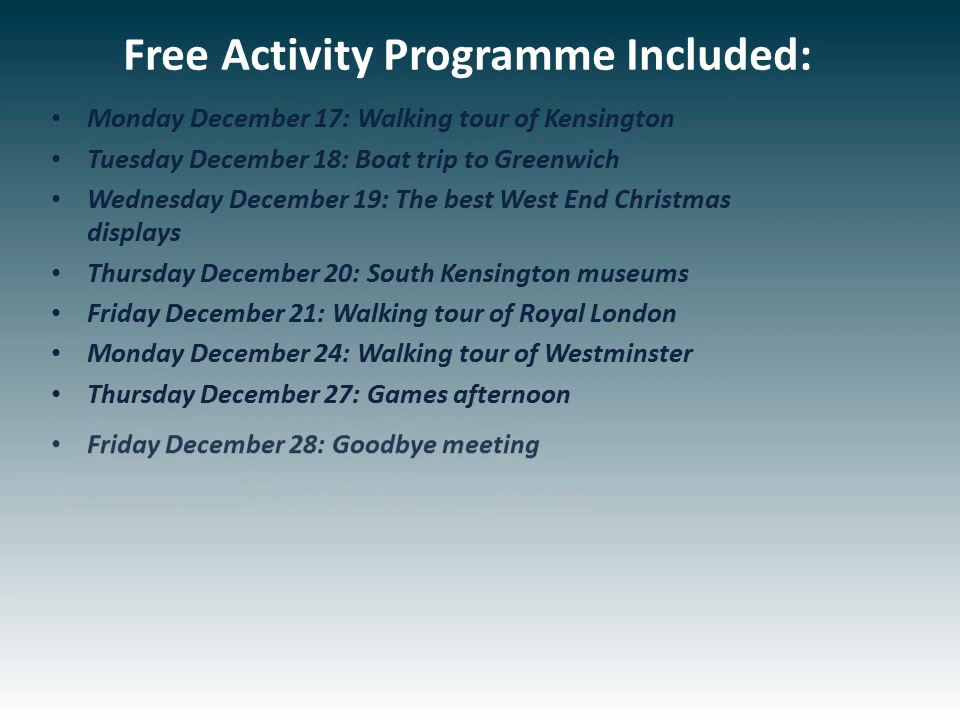 Free Activity Programme Included:
• Monday December 17: Walking tour of Kensington
• Tuesday December 18: Boat trip to Greenwich
• Wednesday December 19: The best West End Christmas
displays
• Thursday December 20: South Kensington museums
• Friday December 21: Walking tour of Royal London
• Monday December 24: Walking tour of Westminster
• Thursday December 27: Games afternoon
• Friday December 28: Goodbye meeting